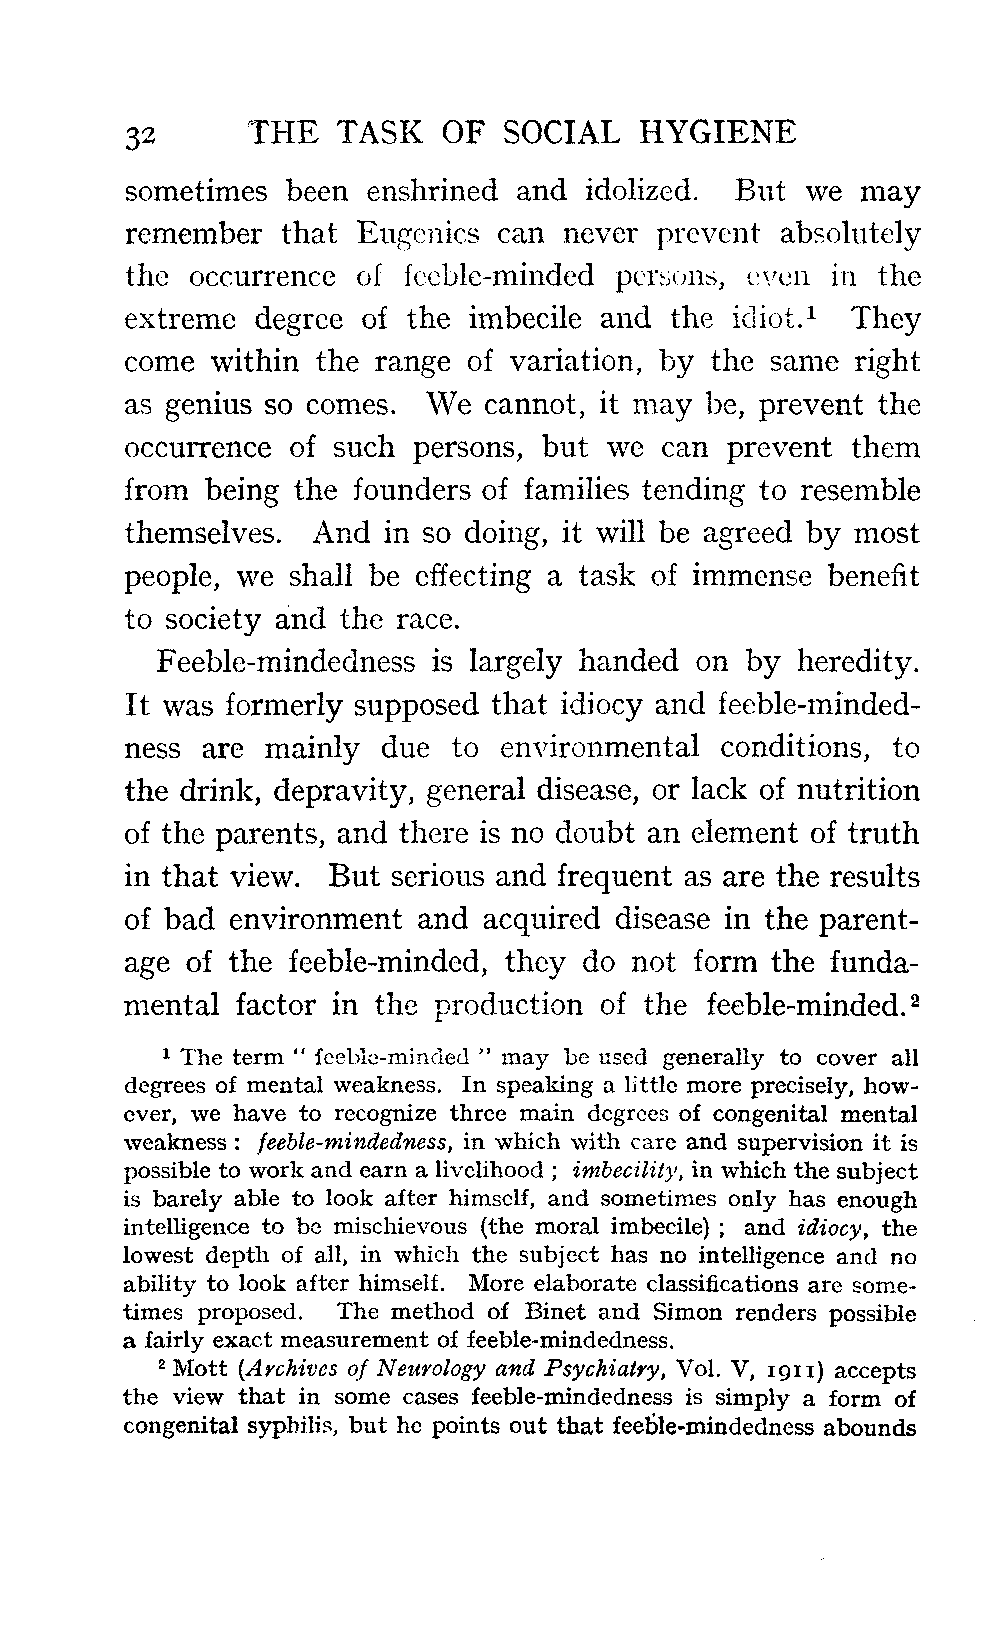 32 THE TASK OF SOCIAL HYGIENE
sometimes been enshrined and idolized. But we may
remember that Eugenics can never prevent absolutely
the occurrence of feeble-minded persons, even in the
extreme degree of the imbecile and the idiot.¹ They
come within the range of variation, by the same right
as genius so comes. We cannot, it may be, prevent the
occurrence of such persons, but we can prevent them
from being the founders of families tending to resemble
themselves. And in so doing, it will be agreed by most
people, we shall be effecting a task of immense benefit
to society and the race.
Feeble-mindedness is largely handed on by heredity.
It was formerly supposed that idiocy and feeble-minded-
ness are mainly due to environmental conditions, to
the drink, depravity, general disease, or lack of nutrition
of the parents, and there is no doubt an element of truth
in that view. But serious and frequent as are the results
of bad environment and acquired disease in the parent-
age of the feeble-minded, they do not form the funda-
mental factor in the production of the feeble-minded.²
¹ The term " feeble-minded " may be used generally to cover all
degrees of mental weakness. In speaking a little more precisely, how-
ever, we have to recognize three main degrees of congenital mental
weakness : feeble-mindedness, in which with care and supervision it is
possible to work and earn a livelihood ; imbecility, in which the subject
is barely able to look after himself, and sometimes only has enough
intelligence to be mischievous (the moral imbecile) ; and idiocy, the
lowest depth of all, in which the subject has no intelligence and no
ability to look after himself. More elaborate classifications are some-
times proposed. The method of Binet and Simon renders possible
a fairly exact measurement of feeble-mindedness.
² Mott (Archives of Neurology and Psychiatry, Vol. V, 1911) accepts
the view that in some cases feeble-mindedness is simply a form of
congenital syphilis, but he points out that feeble-mindedness abounds